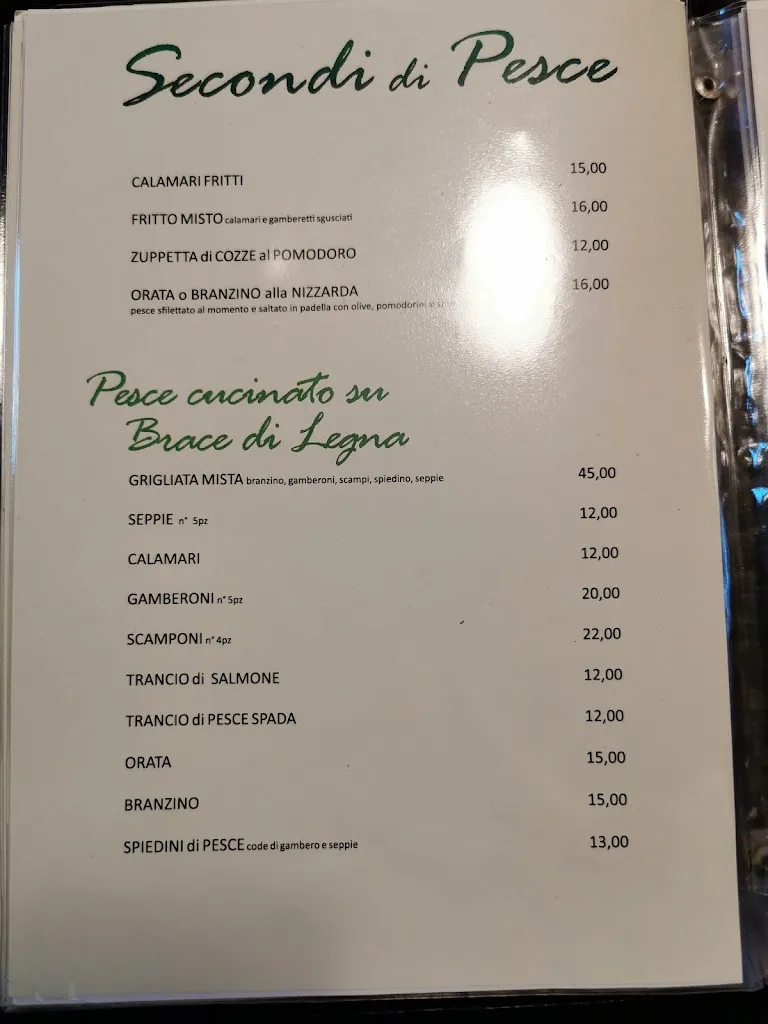 Secondi di Pesce
CALAMARI FRITTI 15,00
FRITTO MISTO calamari e gamberetti sgusciati 16,00
ZUPPETTA di COZZE al POMODORO 12,00
ORATA o BRANZINO alla NIZZARDA 16,00
pesce sfilettato al momento e saltato in padella con olive, pomodorini
Pesce cucinato su
Brace di Legna
GRIGLIATA MISTA branzino, gamberoni, scampi, spiedino, seppie 45,00
SEPPIE n° 5pz 12,00
CALAMARI 12,00
GAMBERONI n° 5pz 20,00
SCAMPONI n° 4pz 22,00
TRANCIO di SALMONE 12,00
TRANCIO di PESCE SPADA 12,00
ORATA 15,00
BRANZINO 15,00
SPIEDINI di PESCE code di gambero e seppie 13,00